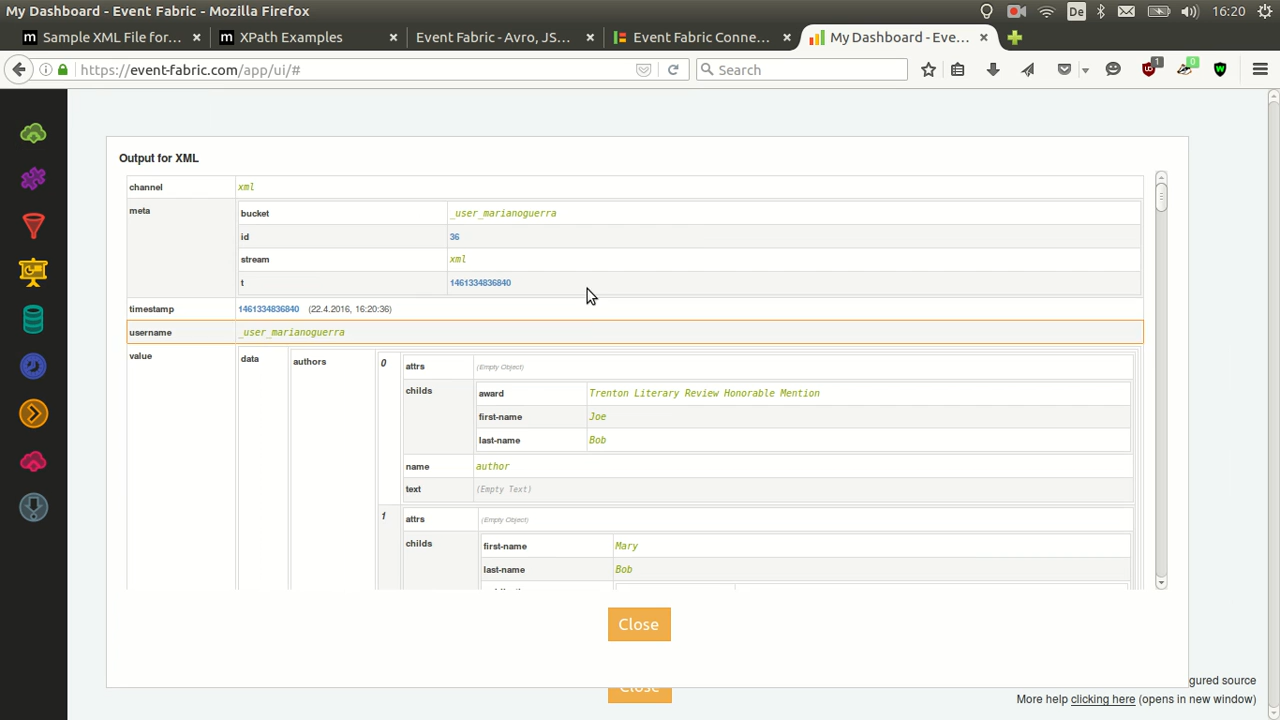 My Dashboard - Event Fabric - Mozilla Firefox
De
16:20
m Sample XML File for... ×
m XPath Examples ×
Event Fabric - Avro, JS... ×
Event Fabric Conne... ×
My Dashboard - Eve... ×
https://event-fabric.com/app/ui/#
Search
1
0
W
Output for XML
channel xml
meta bucket _user_marianoguerra
id 36
stream xml
t 1461334836840
timestamp 1461334836840 (22.4.2016, 16:20:36)
username _user_marianoguerra
value data authors 0 attrs (Empty Object)
childs award Trenton Literary Review Honorable Mention
first-name Joe
last-name Bob
name author
text (Empty Text)
1 attrs (Empty Object)
childs first-name Mary
last-name Bob
Close
Close
gured source
More help clicking here (opens in new window)